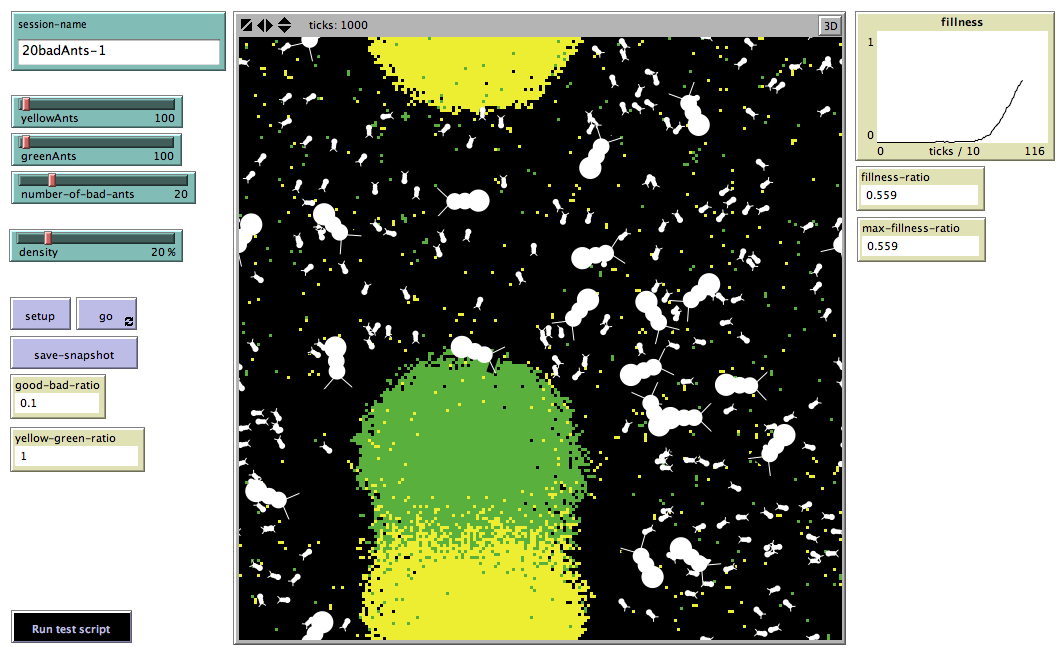 session-name
20badAnts-1
yellowAnts 100
greenAnts 100
number-of-bad-ants 20
density 20 %
setup
go
save-snapshot
good-bad-ratio
0.1
yellow-green-ratio
1
Run test script
ticks: 1000
3D
fillness
1
0
0 ticks / 10 116
fillness-ratio
0.559
max-fillness-ratio
0.559